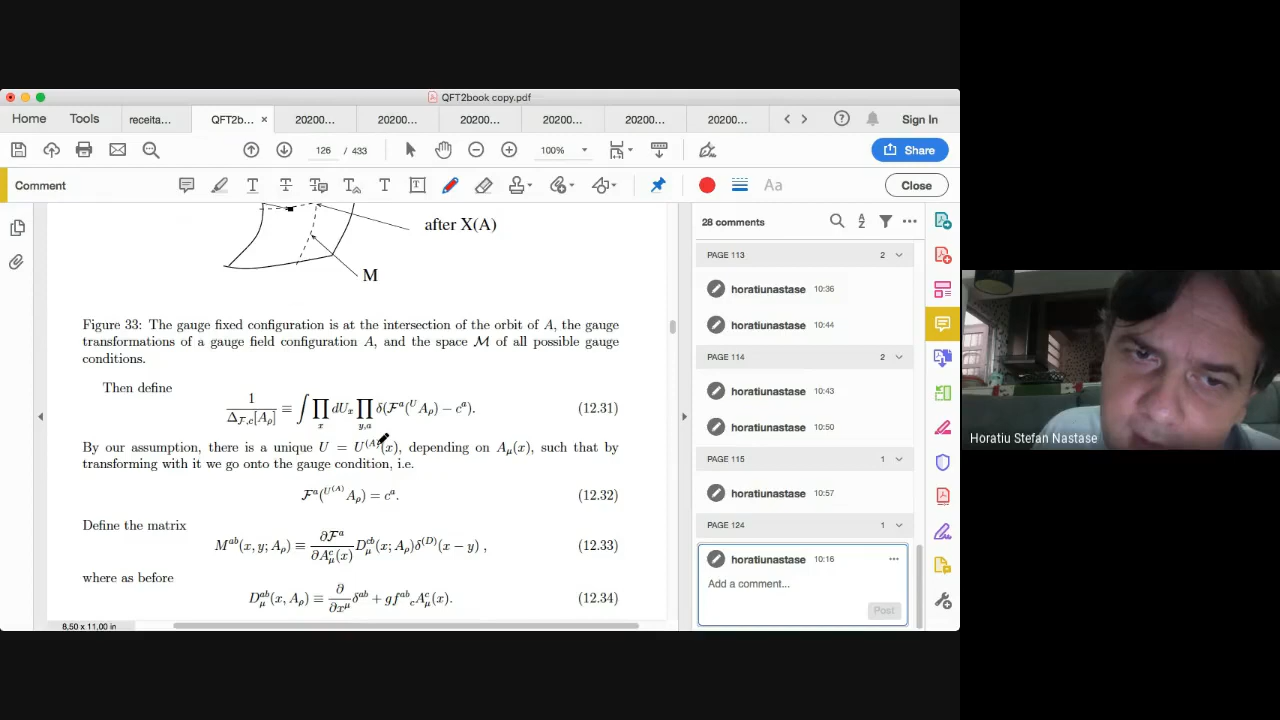 QFT2book copy.pdf
Home Tools receita... QFT2b... × 20200... 20200... 20200... 20200... 20200... 20200... Sign In
126 / 433 100% Share
Comment Aa Close
after X(A)
M
Figure 33: The gauge fixed configuration is at the intersection of the orbit of A, the gauge
transformations of a gauge field configuration A, and the space ℳ of all possible gauge
conditions.
Then define
1/Δ_{ℱ,c}[A_ρ] ≡ ∫ ∏_x dU_x ∏_{y,a} δ(ℱ^a(^U A_ρ) − c^a). (12.31)
By our assumption, there is a unique U = U^{(A)}(x), depending on A_μ(x), such that by
transforming with it we go onto the gauge condition, i.e.
ℱ^a(^{U^{(A)}} A_ρ) = c^a. (12.32)
Define the matrix
M^{ab}(x, y; A_ρ) ≡ ∂ℱ^a/∂A^c_μ(x) D^{cb}_μ(x; A_ρ)δ^{(D)}(x − y) , (12.33)
where as before
D^{ab}_μ(x, A_ρ) ≡ ∂/∂x^μ δ^{ab} + gf^{ab}_c A^c_μ(x). (12.34)
8,50 x 11,00 in
28 comments
PAGE 113 2
horatiunastase 10:36
horatiunastase 10:44
PAGE 114 2
horatiunastase 10:43
horatiunastase 10:50
PAGE 115 1
horatiunastase 10:57
PAGE 124 1
horatiunastase 10:16
Add a comment...
Post
Horatiu Stefan Nastase